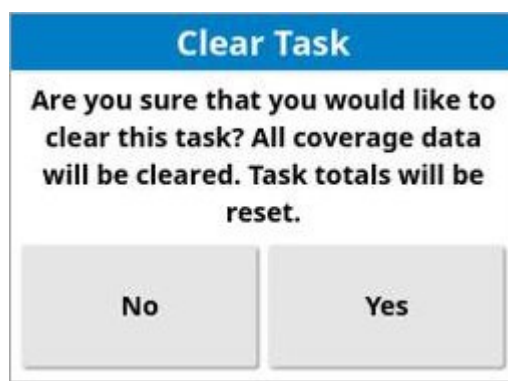 Clear Task
Are you sure that you would like to
clear this task? All coverage data
will be cleared. Task totals will be
reset.
No
Yes